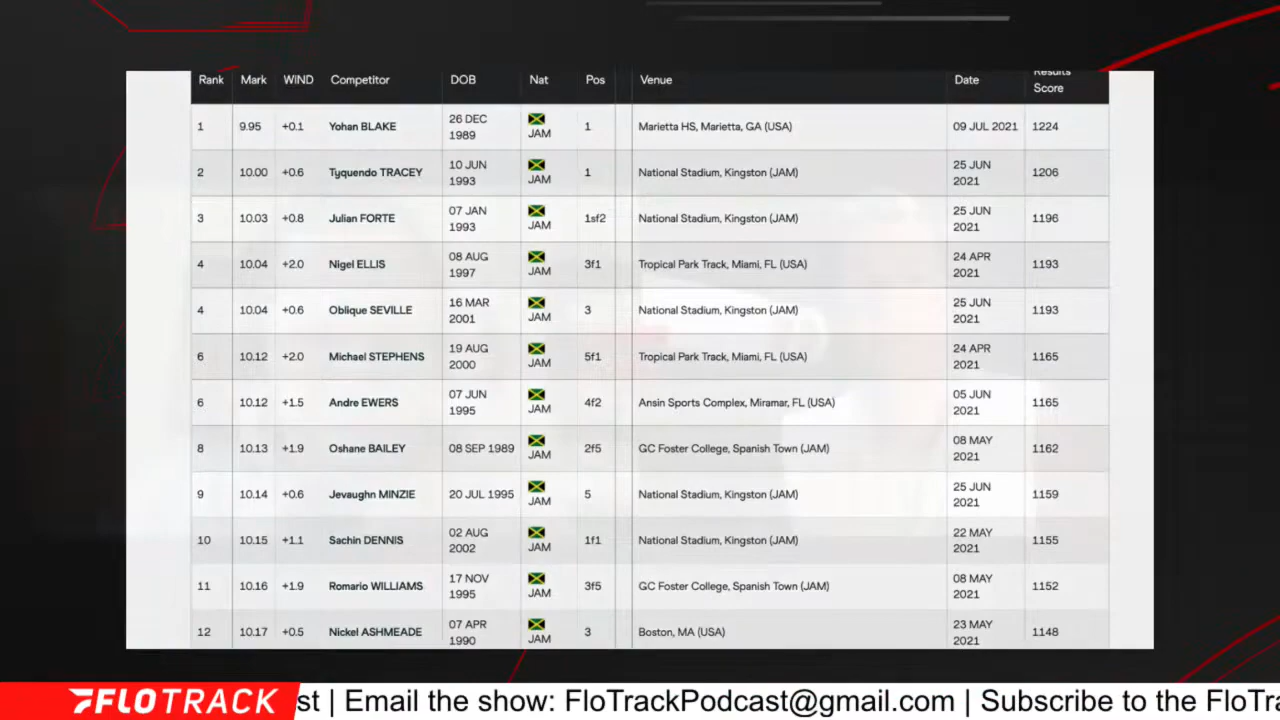 Rank Mark WIND Competitor DOB Nat Pos Venue Date Results Score
1 9.95 +0.1 Yohan BLAKE 26 DEC 1989 JAM 1 Marietta HS, Marietta, GA (USA) 09 JUL 2021 1224
2 10.00 +0.6 Tyquendo TRACEY 10 JUN 1993 JAM 1 National Stadium, Kingston (JAM) 25 JUN 2021 1206
3 10.03 +0.8 Julian FORTE 07 JAN 1993 JAM 1sf2 National Stadium, Kingston (JAM) 25 JUN 2021 1196
4 10.04 +2.0 Nigel ELLIS 08 AUG 1997 JAM 3f1 Tropical Park Track, Miami, FL (USA) 24 APR 2021 1193
4 10.04 +0.6 Oblique SEVILLE 16 MAR 2001 JAM 3 National Stadium, Kingston (JAM) 25 JUN 2021 1193
6 10.12 +2.0 Michael STEPHENS 19 AUG 2000 JAM 5f1 Tropical Park Track, Miami, FL (USA) 24 APR 2021 1165
6 10.12 +1.5 Andre EWERS 07 JUN 1995 JAM 4f2 Ansin Sports Complex, Miramar, FL (USA) 05 JUN 2021 1165
8 10.13 +1.9 Oshane BAILEY 08 SEP 1989 JAM 2f5 GC Foster College, Spanish Town (JAM) 08 MAY 2021 1162
9 10.14 +0.6 Jevaughn MINZIE 20 JUL 1995 JAM 5 National Stadium, Kingston (JAM) 25 JUN 2021 1159
10 10.15 +1.1 Sachin DENNIS 02 AUG 2002 JAM 1f1 National Stadium, Kingston (JAM) 22 MAY 2021 1155
11 10.16 +1.9 Romario WILLIAMS 17 NOV 1995 JAM 3f5 GC Foster College, Spanish Town (JAM) 08 MAY 2021 1152
12 10.17 +0.5 Nickel ASHMEADE 07 APR 1990 JAM 3 Boston, MA (USA) 23 MAY 2021 1148
FLOTRACK st | Email the show: FloTrackPodcast@gmail.com | Subscribe to the FloTra